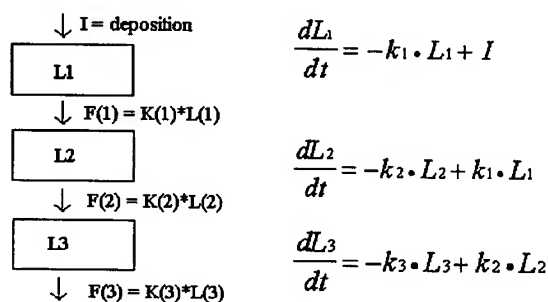 I = deposition
L1
dL₁/dt = -k₁ • L₁ + I
F(1) = K(1)*L(1)
L2
dL₂/dt = -k₂ • L₂ + k₁ • L₁
F(2) = K(2)*L(2)
L3
dL₃/dt = -k₃ • L₃ + k₂ • L₂
F(3) = K(3)*L(3)